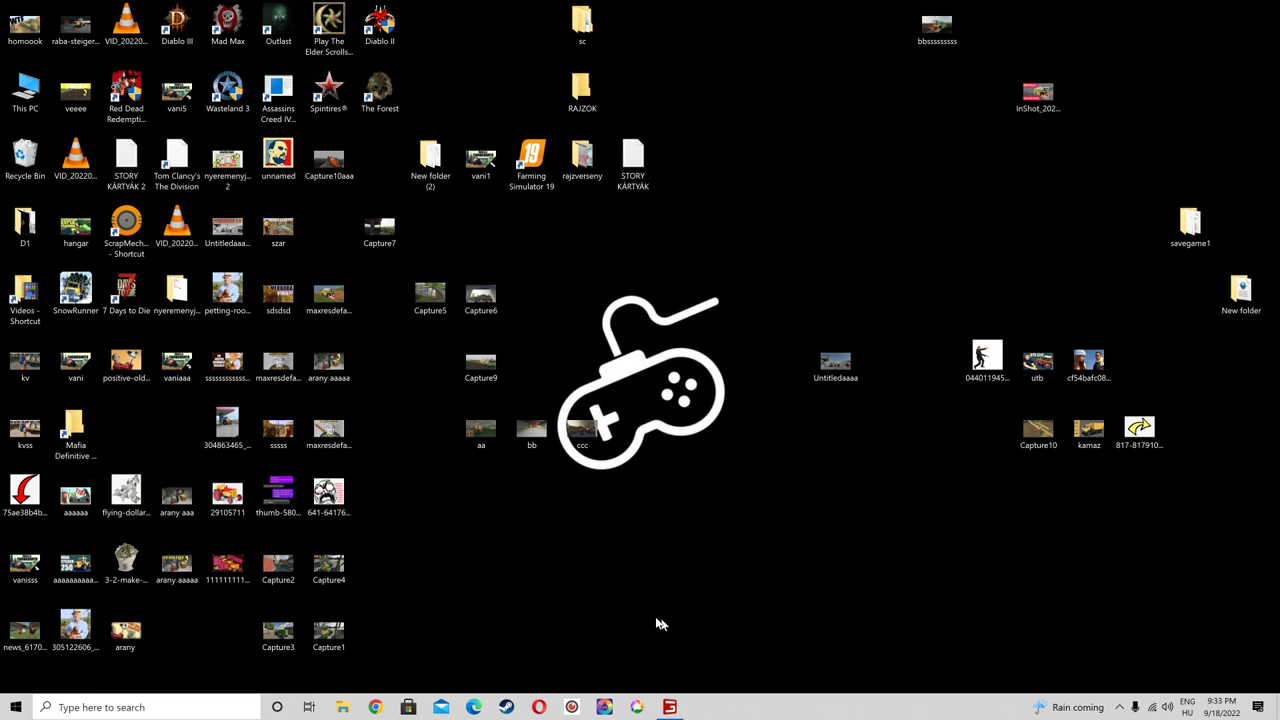 homoook
raba-steiger...
VID_20220...
Diablo III
Mad Max
Outlast
Play The
Elder Scrolls...
Diablo II
sc
bbsssssssss
This PC
veeee
Red Dead
Redempti...
vani5
Wasteland 3
Assassins
Creed IV...
Spintires®
The Forest
RAJZOK
InShot_202...
Recycle Bin
VID_20220...
STORY
KÁRTYÁK 2
Tom Clancy's
The Division
nyeremenyj...
2
unnamed
Capture10aaa
New folder
(2)
vani1
19
Farming
Simulator 19
rajzverseny
STORY
KÁRTYÁK
D1
hangar
ScrapMech...
- Shortcut
VID_20220...
Untitledaaa...
szar
Capture7
savegame1
Videos -
Shortcut
SnowRunner
7 Days to Die
nyeremenyj...
petting-roo...
sdsdsd
maxresdefa...
Capture5
Capture6
New folder
kv
vani
positive-old...
vaniaaa
ssssssssssss...
maxresdefa...
arany aaaaa
Capture9
Untitledaaaa
044011945...
utb
cf54bafc08...
kvss
Mafia
Definitive ...
304863465_...
sssss
maxresdefa...
aa
bb
ccc
Capture10
kamaz
817-817910...
75ae38b4b...
aaaaaa
flying-dollar...
arany aaa
29105711
thumb-580...
641-64176...
vanisss
aaaaaaaaaa...
3-2-make-...
arany aaaaa
111111111...
Capture2
Capture4
news_6170...
305122606_...
arany
Capture3
Capture1
Type here to search
Rain coming
ENG
HU
9:33 PM
9/18/2022